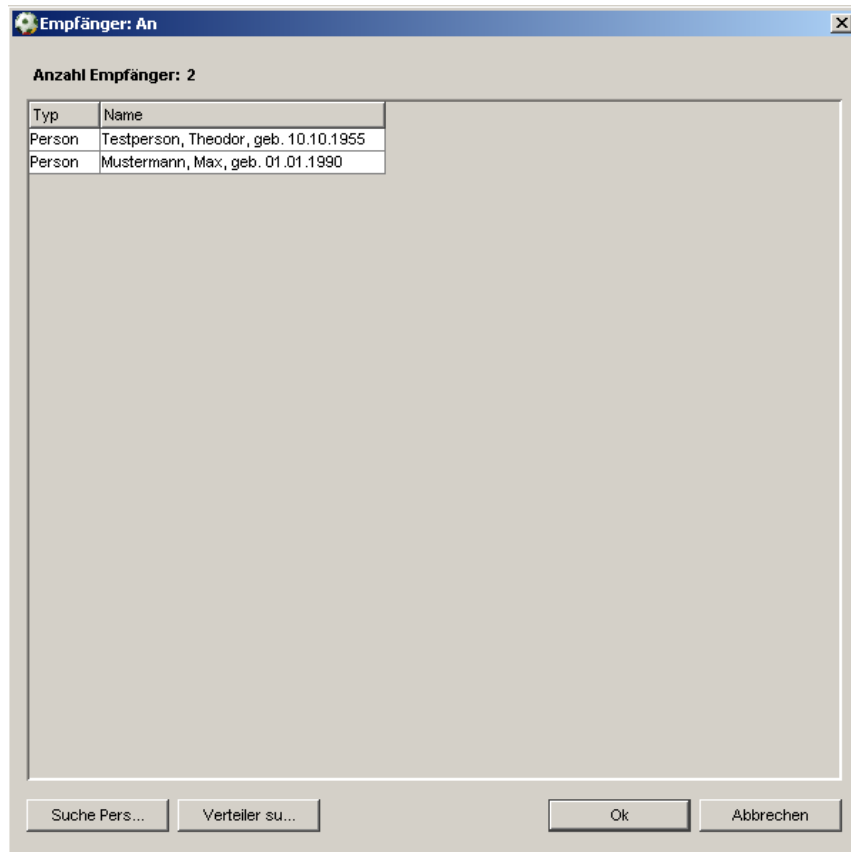 Empfänger: An
Anzahl Empfänger: 2
Typ Name
Person Testperson, Theodor, geb. 10.10.1955
Person Mustermann, Max, geb. 01.01.1990
Suche Pers... Verteiler su... Ok Abbrechen